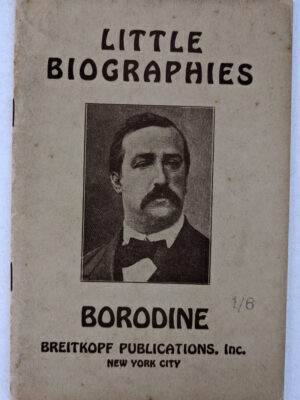 LITTLE
BIOGRAPHIES
1/6
BORODINE
BREITKOPF PUBLICATIONS, Inc.
NEW YORK CITY